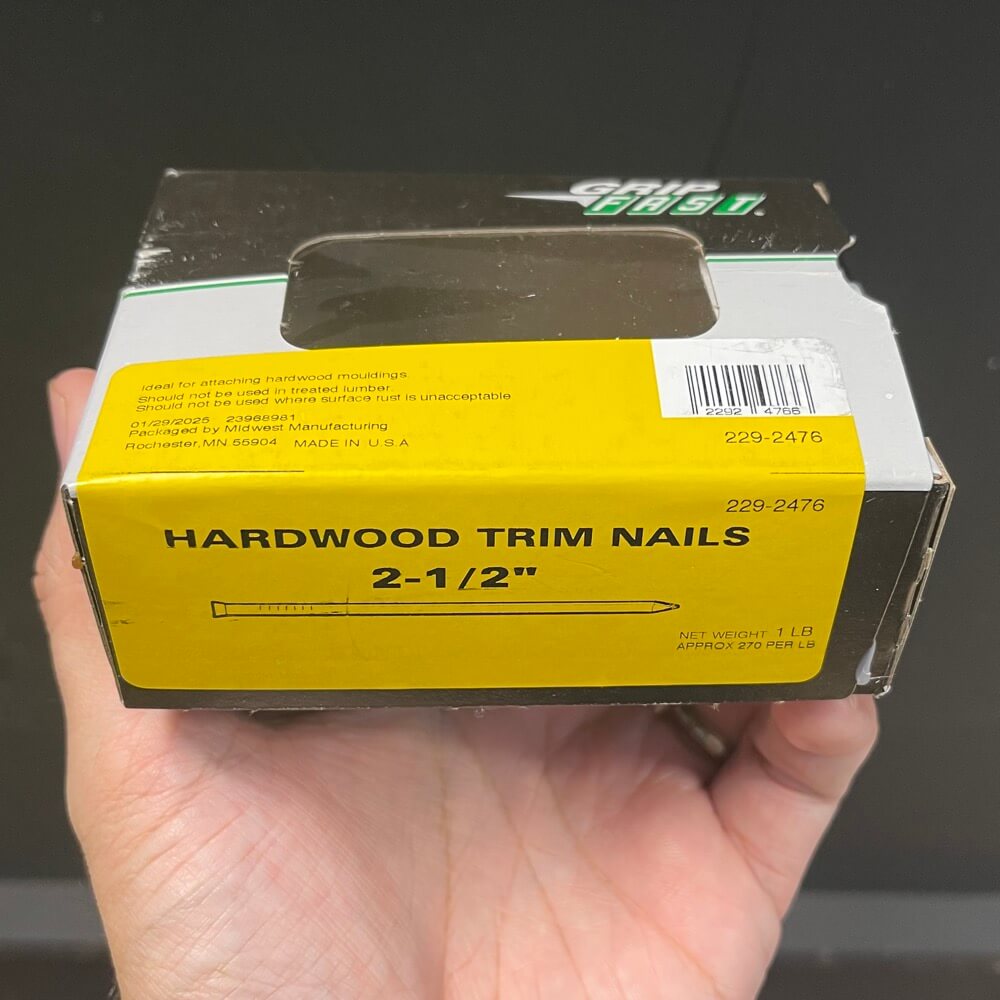 GRIP
FAST
Ideal for attaching hardwood mouldings.
Should not be used in treated lumber.
Should not be used where surface rust is unacceptable
01/29/2025 23968981
Packaged by Midwest Manufacturing
Rochester, MN 55904 MADE IN U.S.A
2292 4766
229-2476
229-2476
HARDWOOD TRIM NAILS
2-1/2"
NET WEIGHT 1 LB
APPROX 270 PER LB